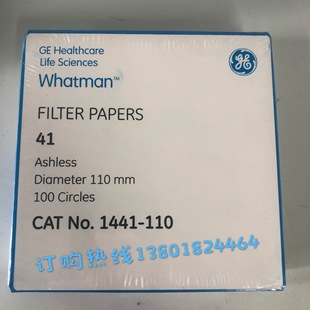 GE Healthcare
Life Sciences
Whatman™
GE
FILTER PAPERS
41
Ashless
Diameter 110 mm
100 Circles
CAT No. 1441-110
订购热线13801824464